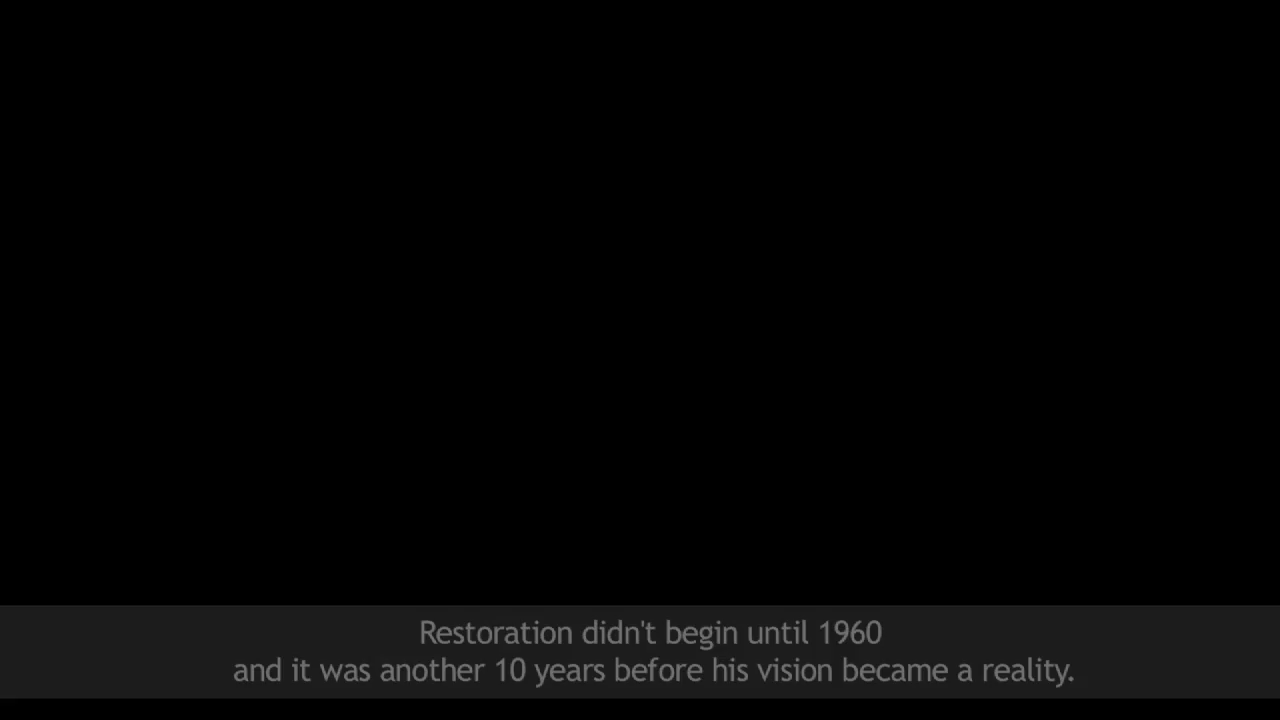 Restoration didn't begin until 1960
and it was another 10 years before his vision became a reality.